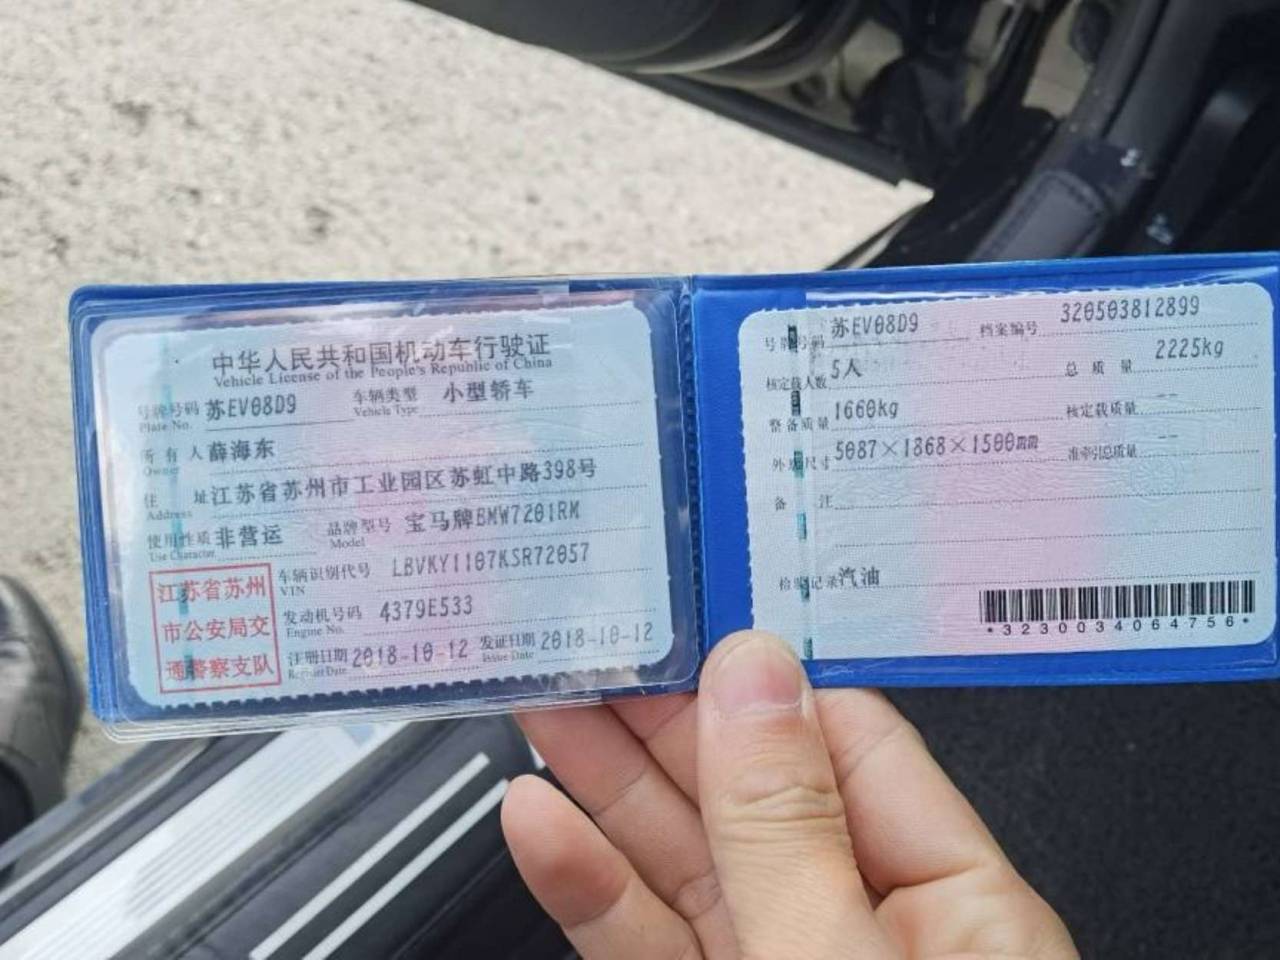 中华人民共和国机动车行驶证
Vehicle License of the People's Republic of China
号牌号码 苏EV08D9 车辆类型 小型轿车
Plate No. Vehicle Type
所有人 薛海东
Owner
住址 江苏省苏州市工业园区苏虹中路398号
Address
使用性质 非营运 品牌型号 宝马牌BMW7201RM
Use Character Model
江苏省苏州
市公安局交
通警察支队
车辆识别代号 LBVKY1107KSR72057
VIN
发动机号码 4379E533
Engine No.
注册日期 2018-10-12 发证日期 2018-10-12
Register Date Issue Date
号牌号码 苏EV08D9 档案编号 320503812899
核定载人数 5人 总质量 2225kg
整备质量 1660kg 核定载质量 --
外廓尺寸 5087×1868×1500mm 准牵引总质量 --
备注
检验记录 汽油
*3230034064756*